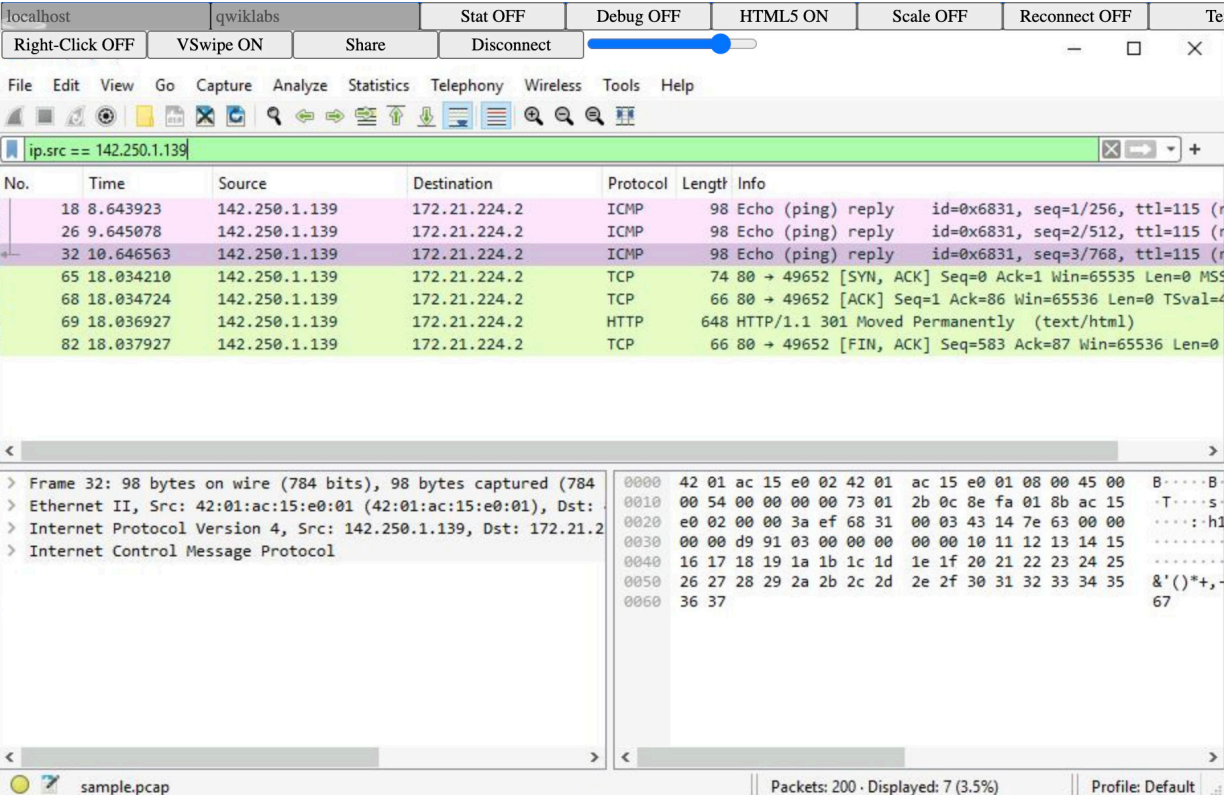 localhost qwiklabs Stat OFF Debug OFF HTML5 ON Scale OFF Reconnect OFF
Right-Click OFF VSwipe ON Share Disconnect
File Edit View Go Capture Analyze Statistics Telephony Wireless Tools Help
ip.src == 142.250.1.139
No. Time Source Destination Protocol Length Info
18 8.643923 142.250.1.139 172.21.224.2 ICMP 98 Echo (ping) reply id=0x6831, seq=1/256, ttl=115 (r
26 9.645078 142.250.1.139 172.21.224.2 ICMP 98 Echo (ping) reply id=0x6831, seq=2/512, ttl=115 (r
32 10.646563 142.250.1.139 172.21.224.2 ICMP 98 Echo (ping) reply id=0x6831, seq=3/768, ttl=115 (r
65 18.034210 142.250.1.139 172.21.224.2 TCP 74 80 → 49652 [SYN, ACK] Seq=0 Ack=1 Win=65535 Len=0 MSS
68 18.034724 142.250.1.139 172.21.224.2 TCP 66 80 → 49652 [ACK] Seq=1 Ack=86 Win=65536 Len=0 TSval=4
69 18.036927 142.250.1.139 172.21.224.2 HTTP 648 HTTP/1.1 301 Moved Permanently (text/html)
82 18.037927 142.250.1.139 172.21.224.2 TCP 66 80 → 49652 [FIN, ACK] Seq=583 Ack=87 Win=65536 Len=0
Frame 32: 98 bytes on wire (784 bits), 98 bytes captured (784
Ethernet II, Src: 42:01:ac:15:e0:01 (42:01:ac:15:e0:01), Dst:
Internet Protocol Version 4, Src: 142.250.1.139, Dst: 172.21.2
Internet Control Message Protocol
0000 42 01 ac 15 e0 02 42 01 ac 15 e0 01 08 00 45 00 B·····B·
0010 00 54 00 00 00 00 73 01 2b 0c 8e fa 01 8b ac 15 ·T····s·
0020 e0 02 00 00 3a ef 68 31 00 03 43 14 7e 63 00 00 ····:·h1
0030 00 00 d9 91 03 00 00 00 00 00 10 11 12 13 14 15 ········
0040 16 17 18 19 1a 1b 1c 1d 1e 1f 20 21 22 23 24 25 ········
0050 26 27 28 29 2a 2b 2c 2d 2e 2f 30 31 32 33 34 35 &'()*+,-
0060 36 37 67
sample.pcap Packets: 200 · Displayed: 7 (3.5%) Profile: Default